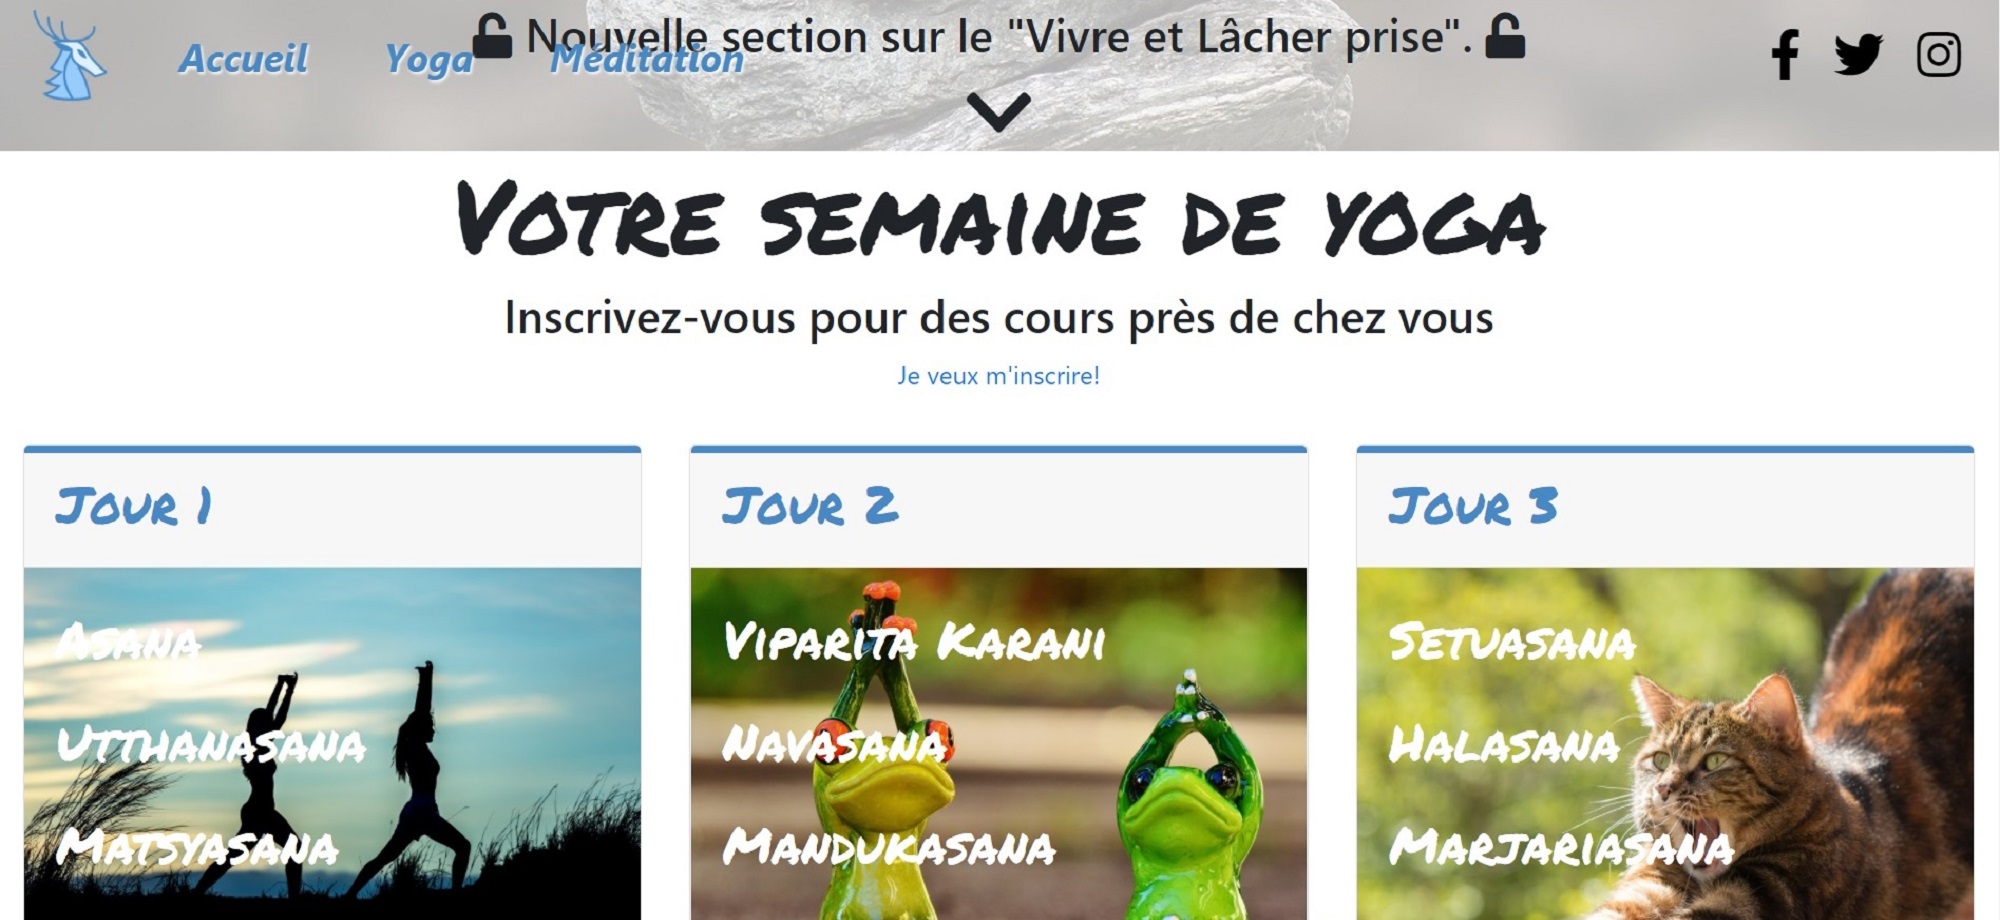 Accueil Yoga Méditation
Nouvelle section sur le "Vivre et Lâcher prise".
Votre semaine de yoga
Inscrivez-vous pour des cours près de chez vous
Je veux m'inscrire!
Jour 1
Asana
Utthanasana
Matsyasana
Jour 2
Viparita Karani
Navasana
Mandukasana
Jour 3
Setuasana
Halasana
Marjariasana